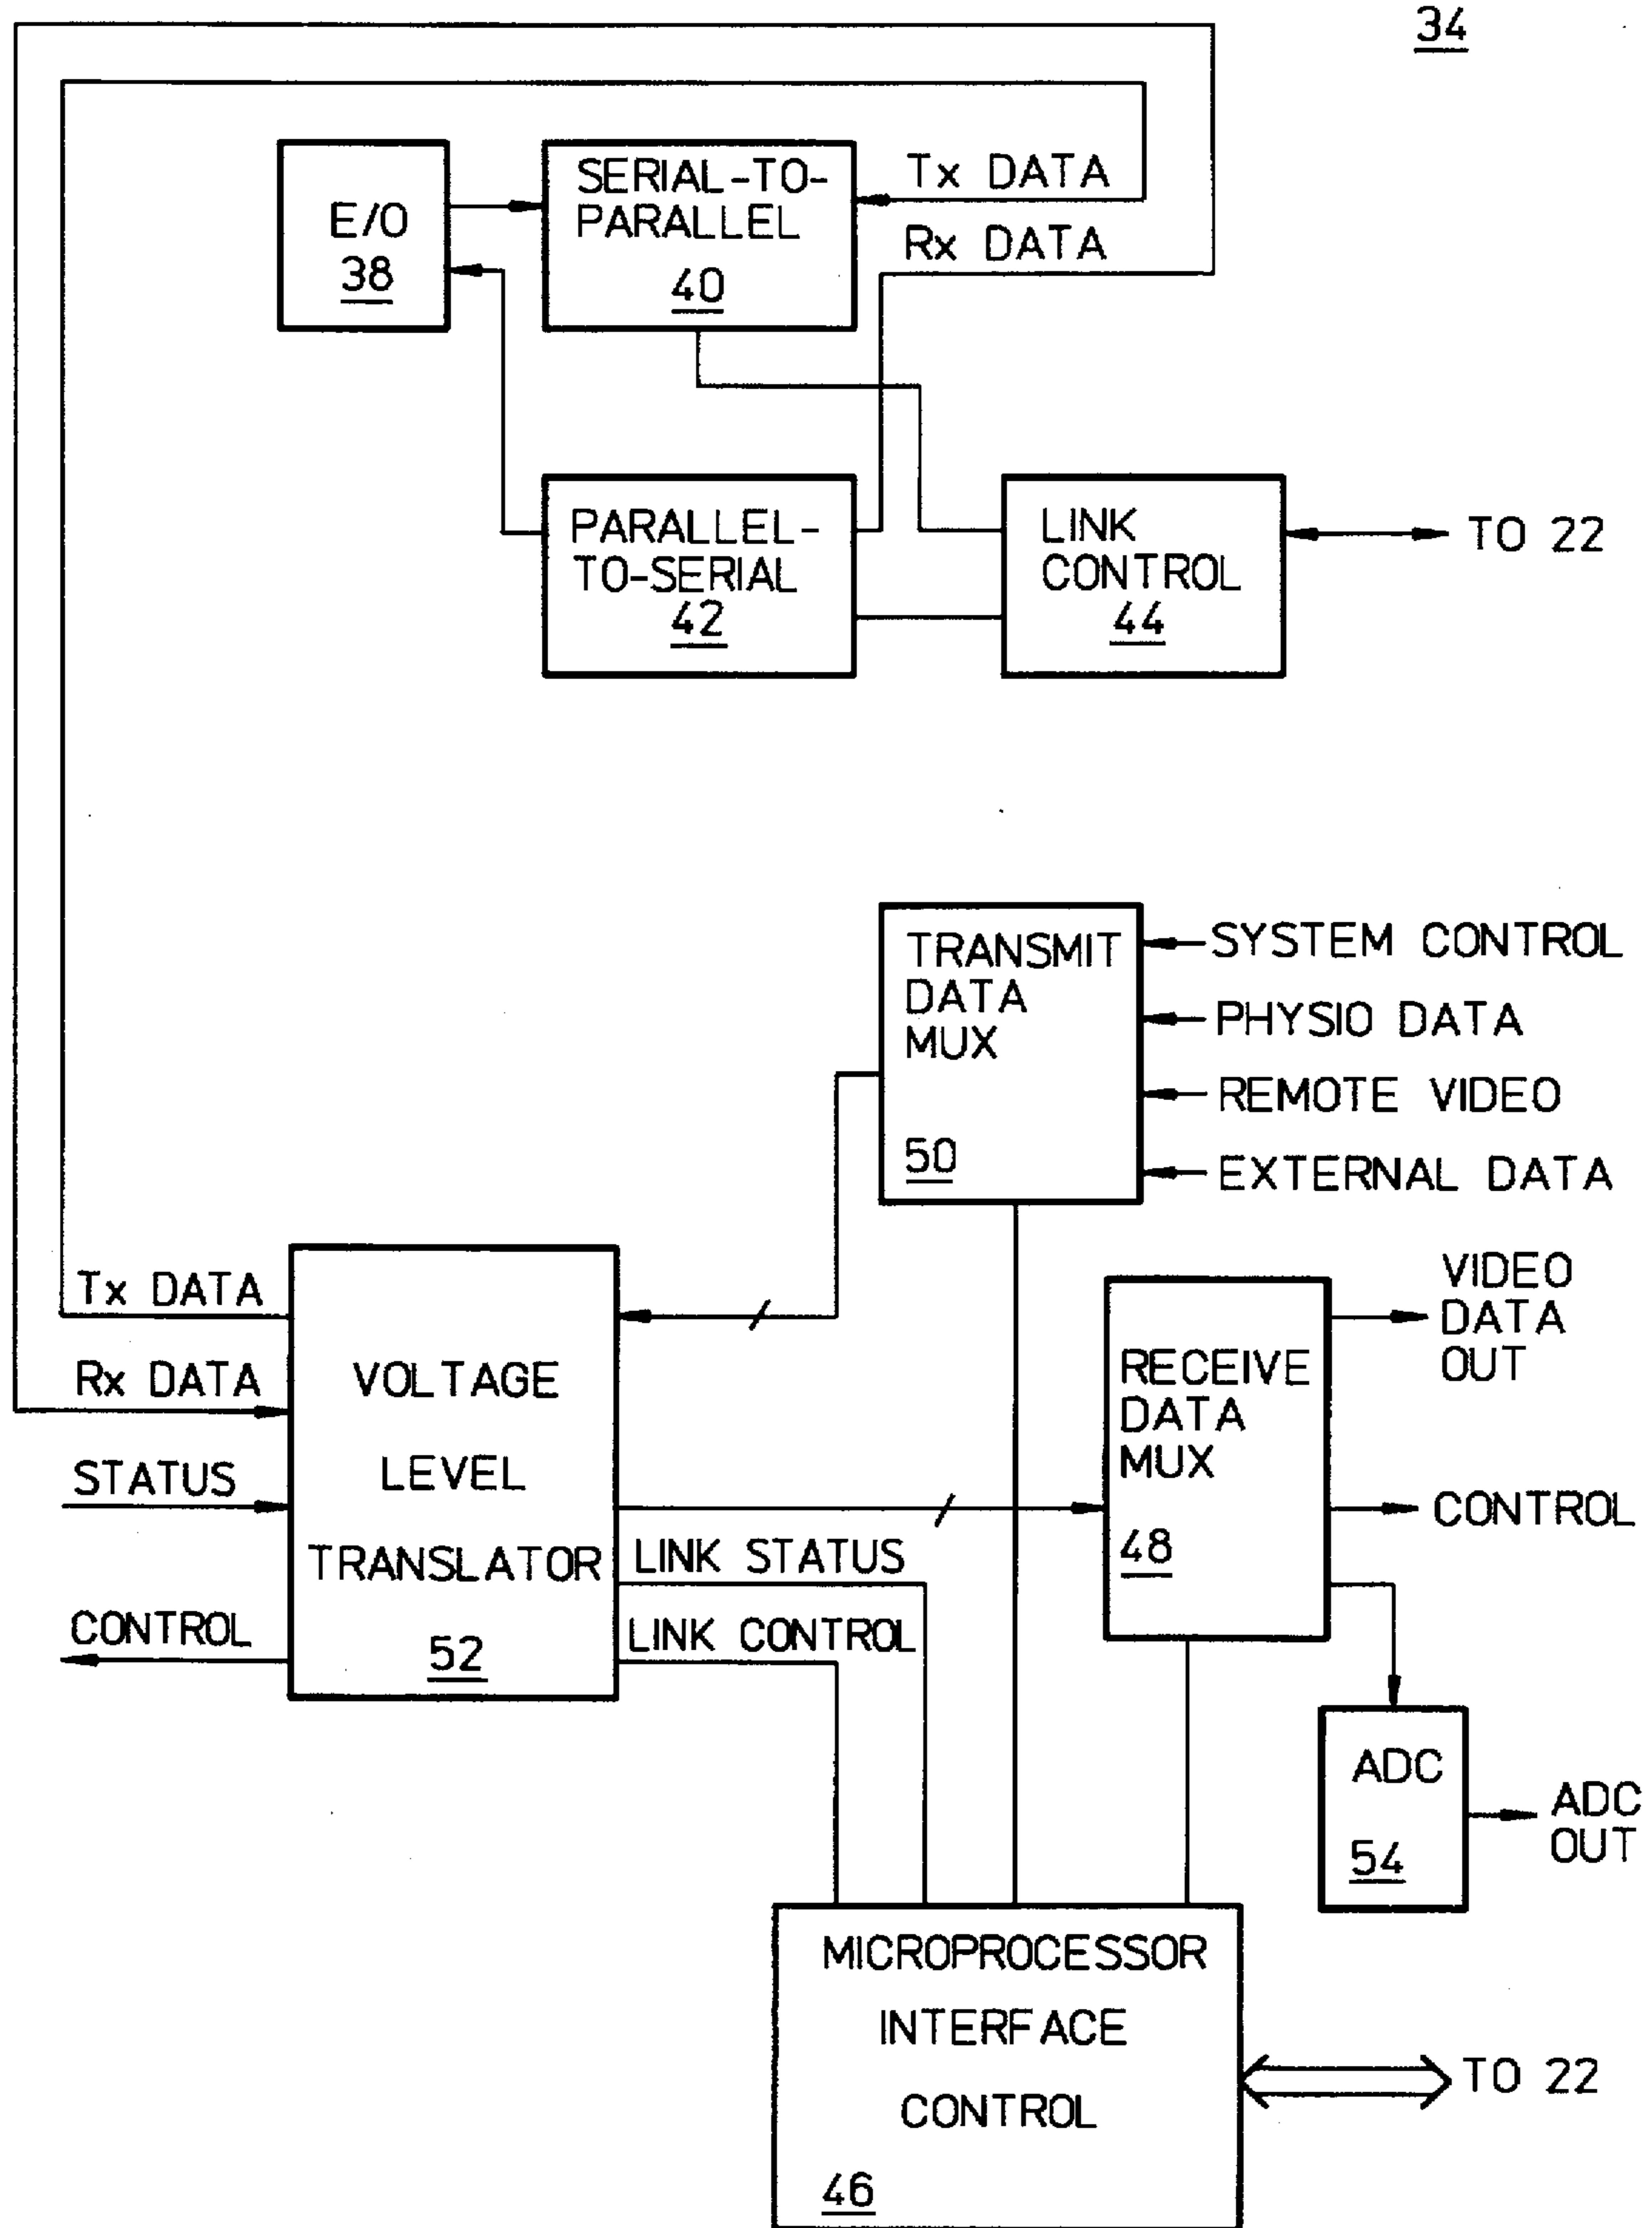 34
E/O
38
SERIAL-TO-
PARALLEL
40
Tx DATA
Rx DATA
PARALLEL-
TO-SERIAL
42
LINK
CONTROL
44
TO 22
TRANSMIT
DATA
MUX
50
SYSTEM CONTROL
PHYSIO DATA
REMOTE VIDEO
EXTERNAL DATA
Tx DATA
Rx DATA
STATUS
CONTROL
VOLTAGE
LEVEL
TRANSLATOR
52
LINK STATUS
LINK CONTROL
RECEIVE
DATA
MUX
48
VIDEO
DATA
OUT
CONTROL
ADC
54
ADC
OUT
MICROPROCESSOR
INTERFACE
CONTROL
46
TO 22